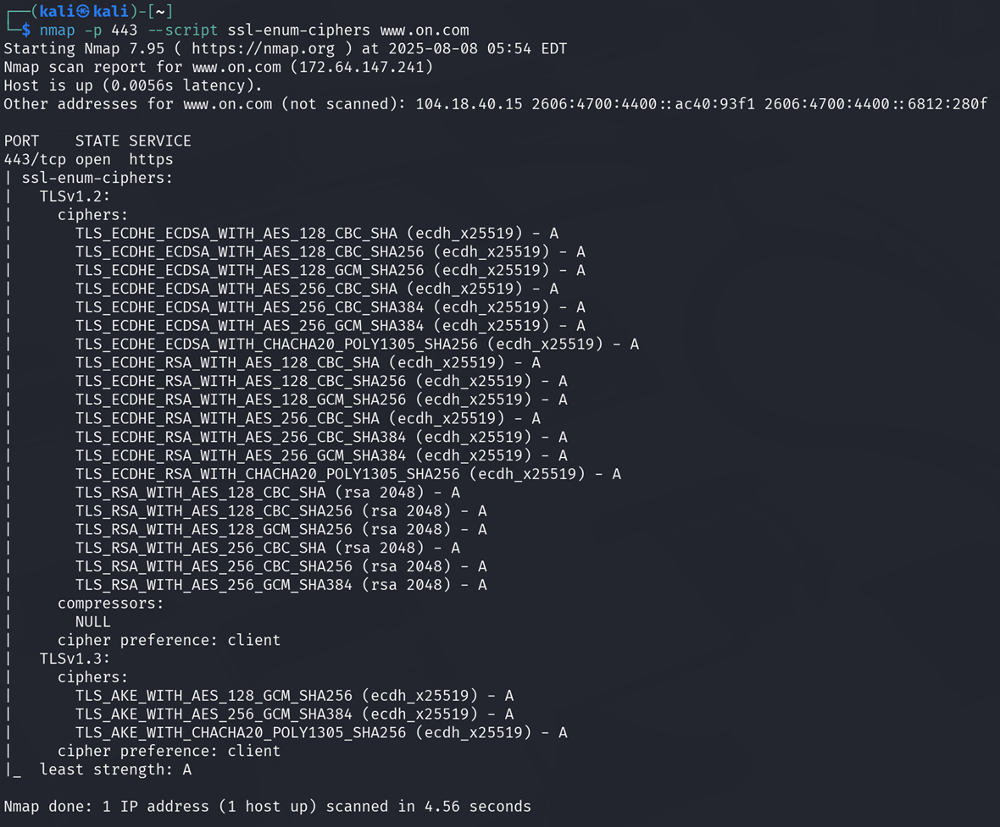 ┌──(kali㉿kali)-[~]
└─$ nmap -p 443 --script ssl-enum-ciphers www.on.com
Starting Nmap 7.95 ( https://nmap.org ) at 2025-08-08 05:54 EDT
Nmap scan report for www.on.com (172.64.147.241)
Host is up (0.0056s latency).
Other addresses for www.on.com (not scanned): 104.18.40.15 2606:4700:4400::ac40:93f1 2606:4700:4400::6812:280f

PORT    STATE SERVICE
443/tcp open  https
| ssl-enum-ciphers:
|   TLSv1.2:
|     ciphers:
|       TLS_ECDHE_ECDSA_WITH_AES_128_CBC_SHA (ecdh_x25519) - A
|       TLS_ECDHE_ECDSA_WITH_AES_128_CBC_SHA256 (ecdh_x25519) - A
|       TLS_ECDHE_ECDSA_WITH_AES_128_GCM_SHA256 (ecdh_x25519) - A
|       TLS_ECDHE_ECDSA_WITH_AES_256_CBC_SHA (ecdh_x25519) - A
|       TLS_ECDHE_ECDSA_WITH_AES_256_CBC_SHA384 (ecdh_x25519) - A
|       TLS_ECDHE_ECDSA_WITH_AES_256_GCM_SHA384 (ecdh_x25519) - A
|       TLS_ECDHE_ECDSA_WITH_CHACHA20_POLY1305_SHA256 (ecdh_x25519) - A
|       TLS_ECDHE_RSA_WITH_AES_128_CBC_SHA (ecdh_x25519) - A
|       TLS_ECDHE_RSA_WITH_AES_128_CBC_SHA256 (ecdh_x25519) - A
|       TLS_ECDHE_RSA_WITH_AES_128_GCM_SHA256 (ecdh_x25519) - A
|       TLS_ECDHE_RSA_WITH_AES_256_CBC_SHA (ecdh_x25519) - A
|       TLS_ECDHE_RSA_WITH_AES_256_CBC_SHA384 (ecdh_x25519) - A
|       TLS_ECDHE_RSA_WITH_AES_256_GCM_SHA384 (ecdh_x25519) - A
|       TLS_ECDHE_RSA_WITH_CHACHA20_POLY1305_SHA256 (ecdh_x25519) - A
|       TLS_RSA_WITH_AES_128_CBC_SHA (rsa 2048) - A
|       TLS_RSA_WITH_AES_128_CBC_SHA256 (rsa 2048) - A
|       TLS_RSA_WITH_AES_128_GCM_SHA256 (rsa 2048) - A
|       TLS_RSA_WITH_AES_256_CBC_SHA (rsa 2048) - A
|       TLS_RSA_WITH_AES_256_CBC_SHA256 (rsa 2048) - A
|       TLS_RSA_WITH_AES_256_GCM_SHA384 (rsa 2048) - A
|     compressors:
|       NULL
|     cipher preference: client
|   TLSv1.3:
|     ciphers:
|       TLS_AKE_WITH_AES_128_GCM_SHA256 (ecdh_x25519) - A
|       TLS_AKE_WITH_AES_256_GCM_SHA384 (ecdh_x25519) - A
|       TLS_AKE_WITH_CHACHA20_POLY1305_SHA256 (ecdh_x25519) - A
|     cipher preference: client
|_  least strength: A

Nmap done: 1 IP address (1 host up) scanned in 4.56 seconds